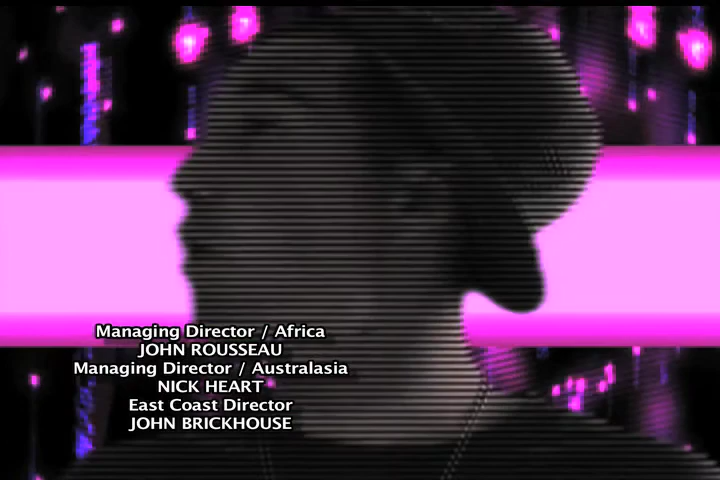 Managing Director / Africa
JOHN ROUSSEAU
Managing Director / Australasia
NICK HEART
East Coast Director
JOHN BRICKHOUSE